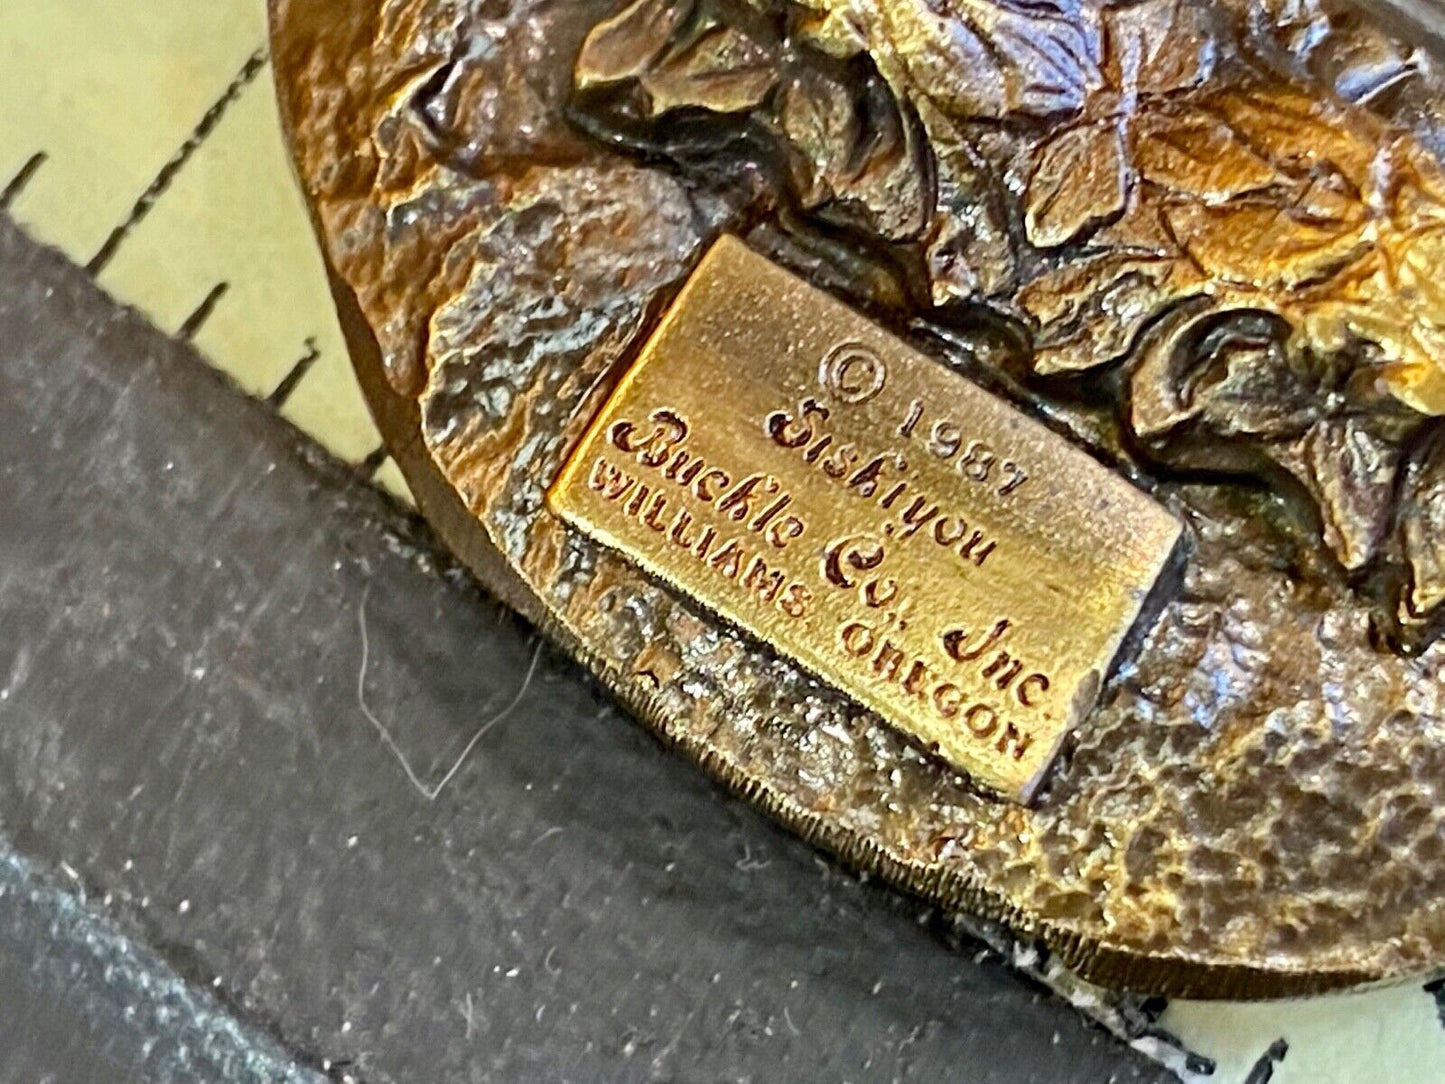 © 1987
Siskiyou
Buckle Co., Inc.
WILLIAMS, OREGON